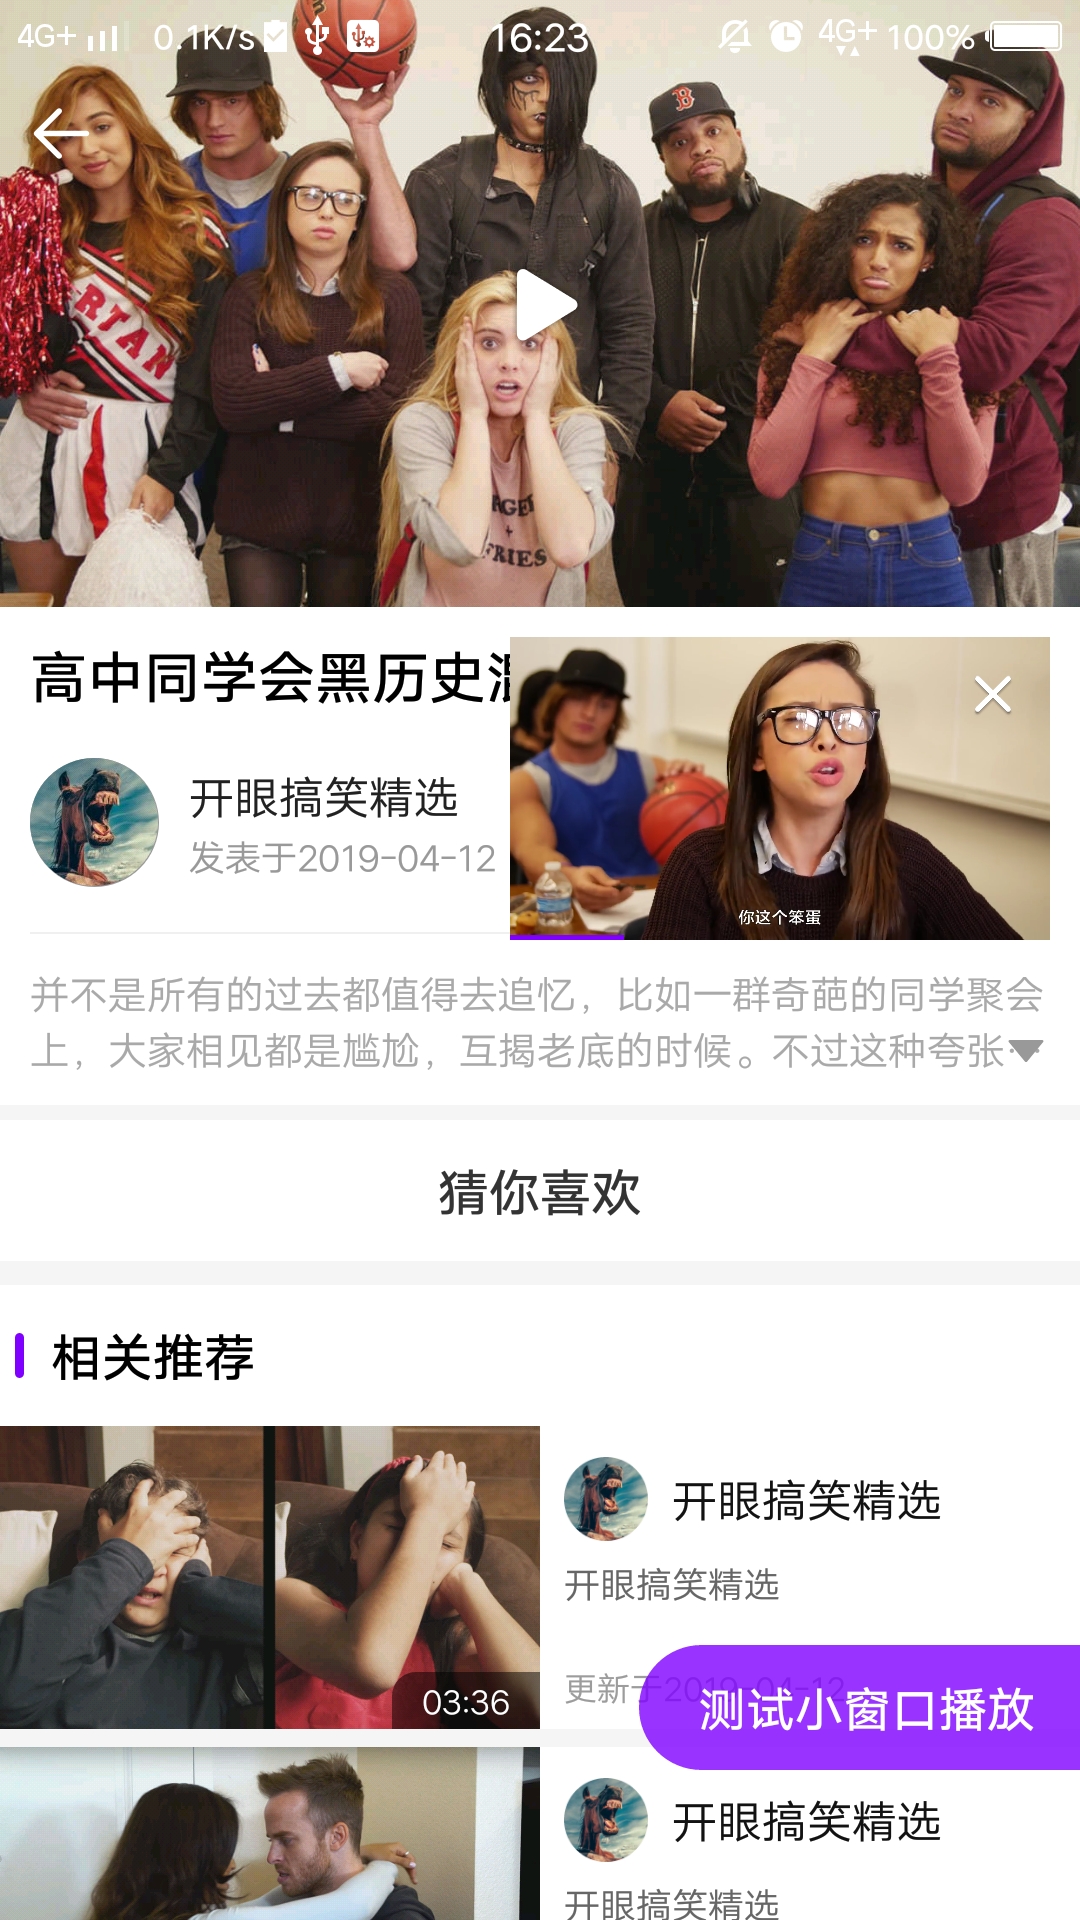 4G+ 0.1K/s 16:23 4G+ 100%
B
RTAN
FRIES
高中同学会黑历史
开眼搞笑精选
发表于2019-04-12
你这个笨蛋
并不是所有的过去都值得去追忆，比如一群奇葩的同学聚会
上，大家相见都是尴尬，互揭老底的时候。不过这种夸张
猜你喜欢
相关推荐
开眼搞笑精选
开眼搞笑精选
03:36
更新于2019-04-12
测试小窗口播放
开眼搞笑精选
开眼搞笑精选